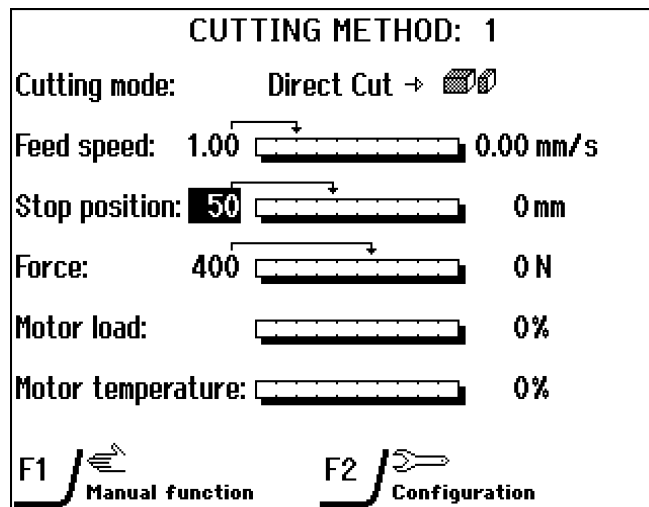 CUTTING METHOD: 1
Cutting mode: Direct Cut
Feed speed: 1.00 0.00 mm/s
Stop position: 50 0 mm
Force: 400 0 N
Motor load: 0%
Motor temperature: 0%
F1 Manual function F2 Configuration